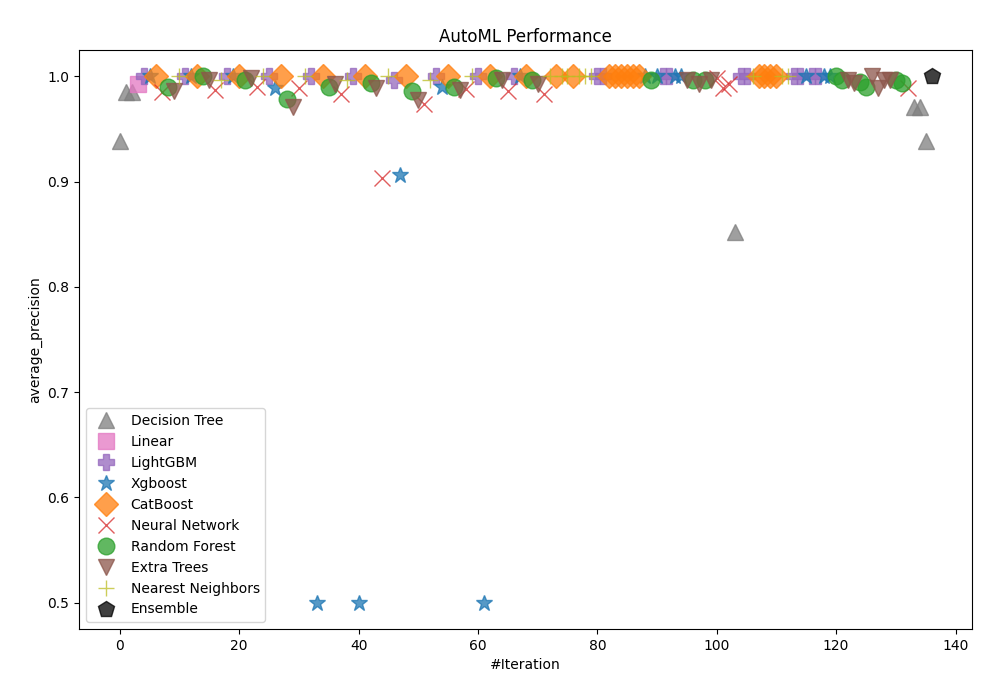 AutoML Performance
average_precision
1.0
0.9
0.8
0.7
0.6
0.5
Decision Tree
Linear
LightGBM
Xgboost
CatBoost
Neural Network
Random Forest
Extra Trees
Nearest Neighbors
Ensemble
0 20 40 60 80 100 120 140
#Iteration